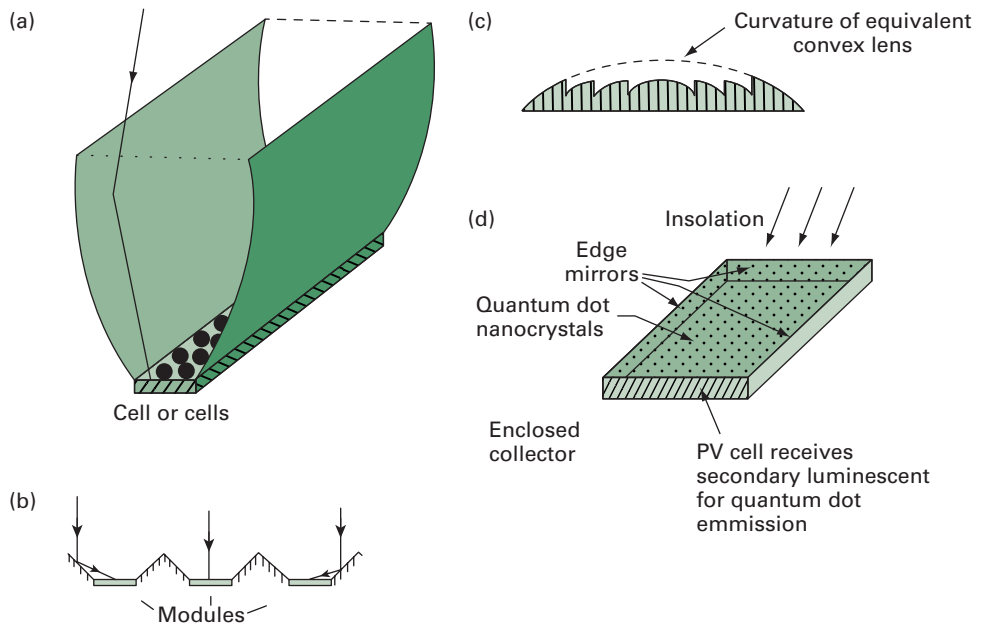 (a)
Cell or cells
(b)
Modules
(c)
Curvature of equivalent
convex lens
(d)
Insolation
Edge
mirrors
Quantum dot
nanocrystals
Enclosed
collector
PV cell receives
secondary luminescent
for quantum dot
emmission